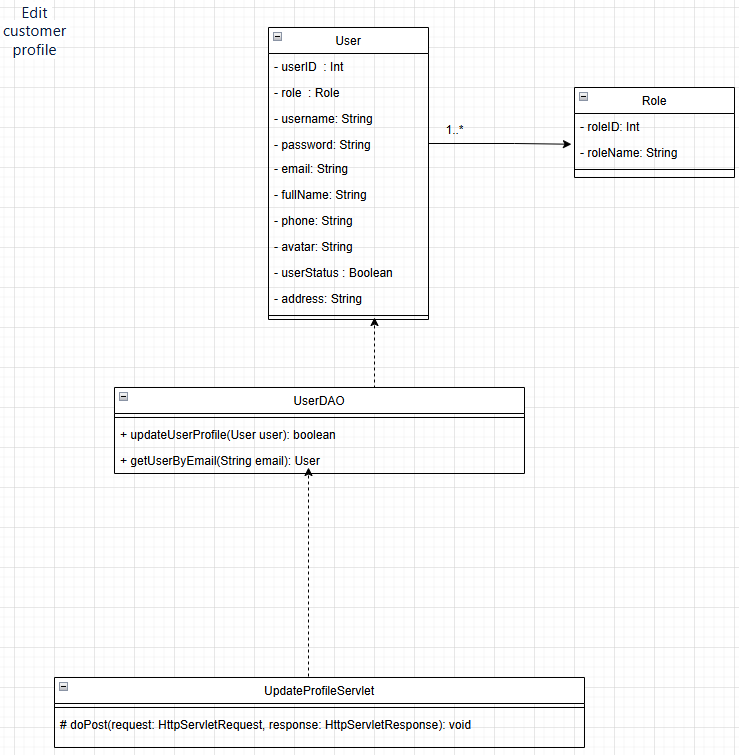 Edit
customer
profile
User
- userID : Int
- role : Role
- username: String
- password: String
- email: String
- fullName: String
- phone: String
- avatar: String
- userStatus : Boolean
- address: String
1..*
Role
- roleID: Int
- roleName: String
UserDAO
+ updateUserProfile(User user): boolean
+ getUserByEmail(String email): User
UpdateProfileServlet
# doPost(request: HttpServletRequest, response: HttpServletResponse): void